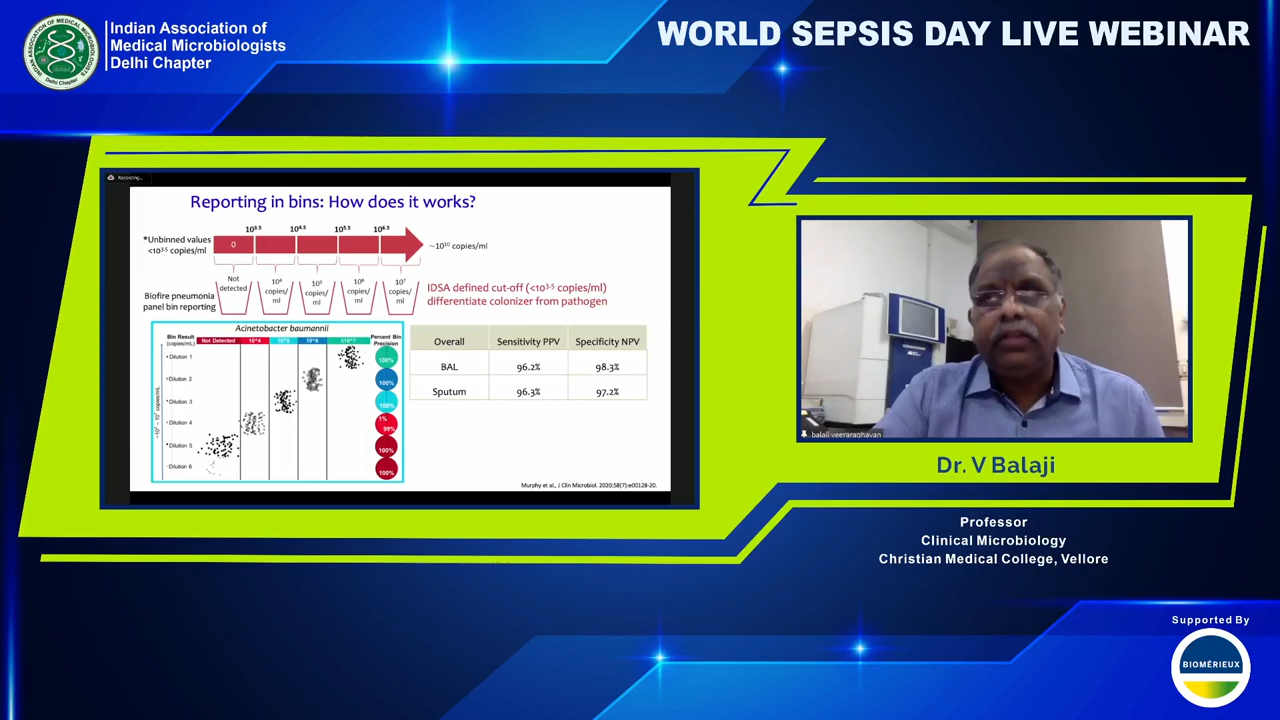 Indian Association of
Medical Microbiologists
Delhi Chapter
WORLD SEPSIS DAY LIVE WEBINAR
Recording...
Reporting in bins: How does it works?
10^3.5 10^4.5 10^5.5 10^6.5
*Unbinned values
<10^3.5 copies/ml
0
~10^10 copies/ml
Biofire pneumonia
panel bin reporting
Not
detected
10^4
copies/
ml
10^5
copies/
ml
10^6
copies/
ml
10^7
copies/
ml
IDSA defined cut-off (<10^3.5 copies/ml)
differentiate colonizer from pathogen
Acinetobacter baumannii
Bin Result
(copies/mL)
Not Detected 10^4 10^5 10^6 ≥10^7
Percent Bin
Precision
Dilution 1 100%
Dilution 2 100%
Dilution 3 100%
Dilution 4 1% 99%
Dilution 5 100%
Dilution 6 100%
Overall Sensitivity PPV Specificity NPV
BAL 96.2% 98.3%
Sputum 96.3% 97.2%
Murphy et al., J Clin Microbiol. 2020;58(7):e00128-20.
balaji veeraraghavan
Dr. V Balaji
Professor
Clinical Microbiology
Christian Medical College, Vellore
Supported By
BIOMÉRIEUX